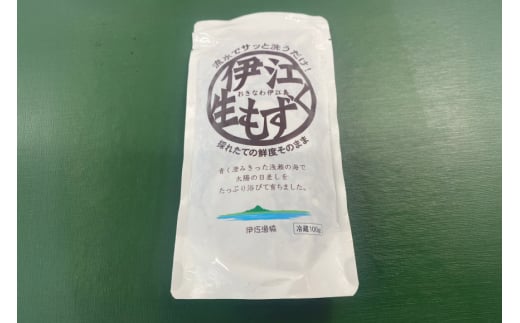 流水でサッと洗うだけ！
伊江
おきなわ伊江島
生もずく
採れたての鮮度そのまま
青く澄みきった浅瀬の海で
太陽の日差しを
たっぷり浴びて育ちました。
伊江漁協
冷蔵100g